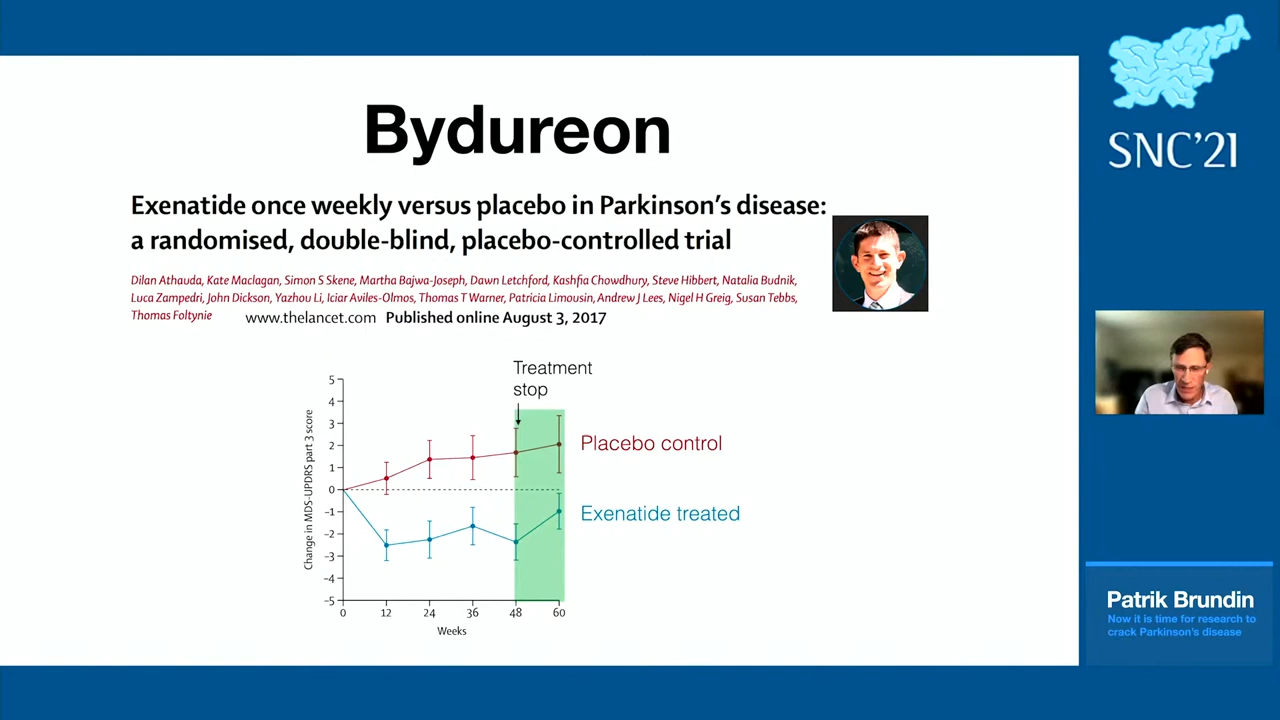 Bydureon
Exenatide once weekly versus placebo in Parkinson's disease:
a randomised, double-blind, placebo-controlled trial
Dilan Athauda, Kate Maclagan, Simon S Skene, Martha Bajwa-Joseph, Dawn Letchford, Kashfia Chowdhury, Steve Hibbert, Natalia Budnik,
Luca Zampedri, John Dickson, Yazhou Li, Iciar Aviles-Olmos, Thomas T Warner, Patricia Limousin, Andrew J Lees, Nigel H Greig, Susan Tebbs,
Thomas Foltynie www.thelancet.com Published online August 3, 2017
Treatment
stop
Change in MDS-UPDRS part 3 score
5
4
3
2
1
0
-1
-2
-3
-4
-5
0 12 24 36 48 60
Weeks
Placebo control
Exenatide treated
SNC'21
Patrik Brundin
Now it is time for research to
crack Parkinson's disease